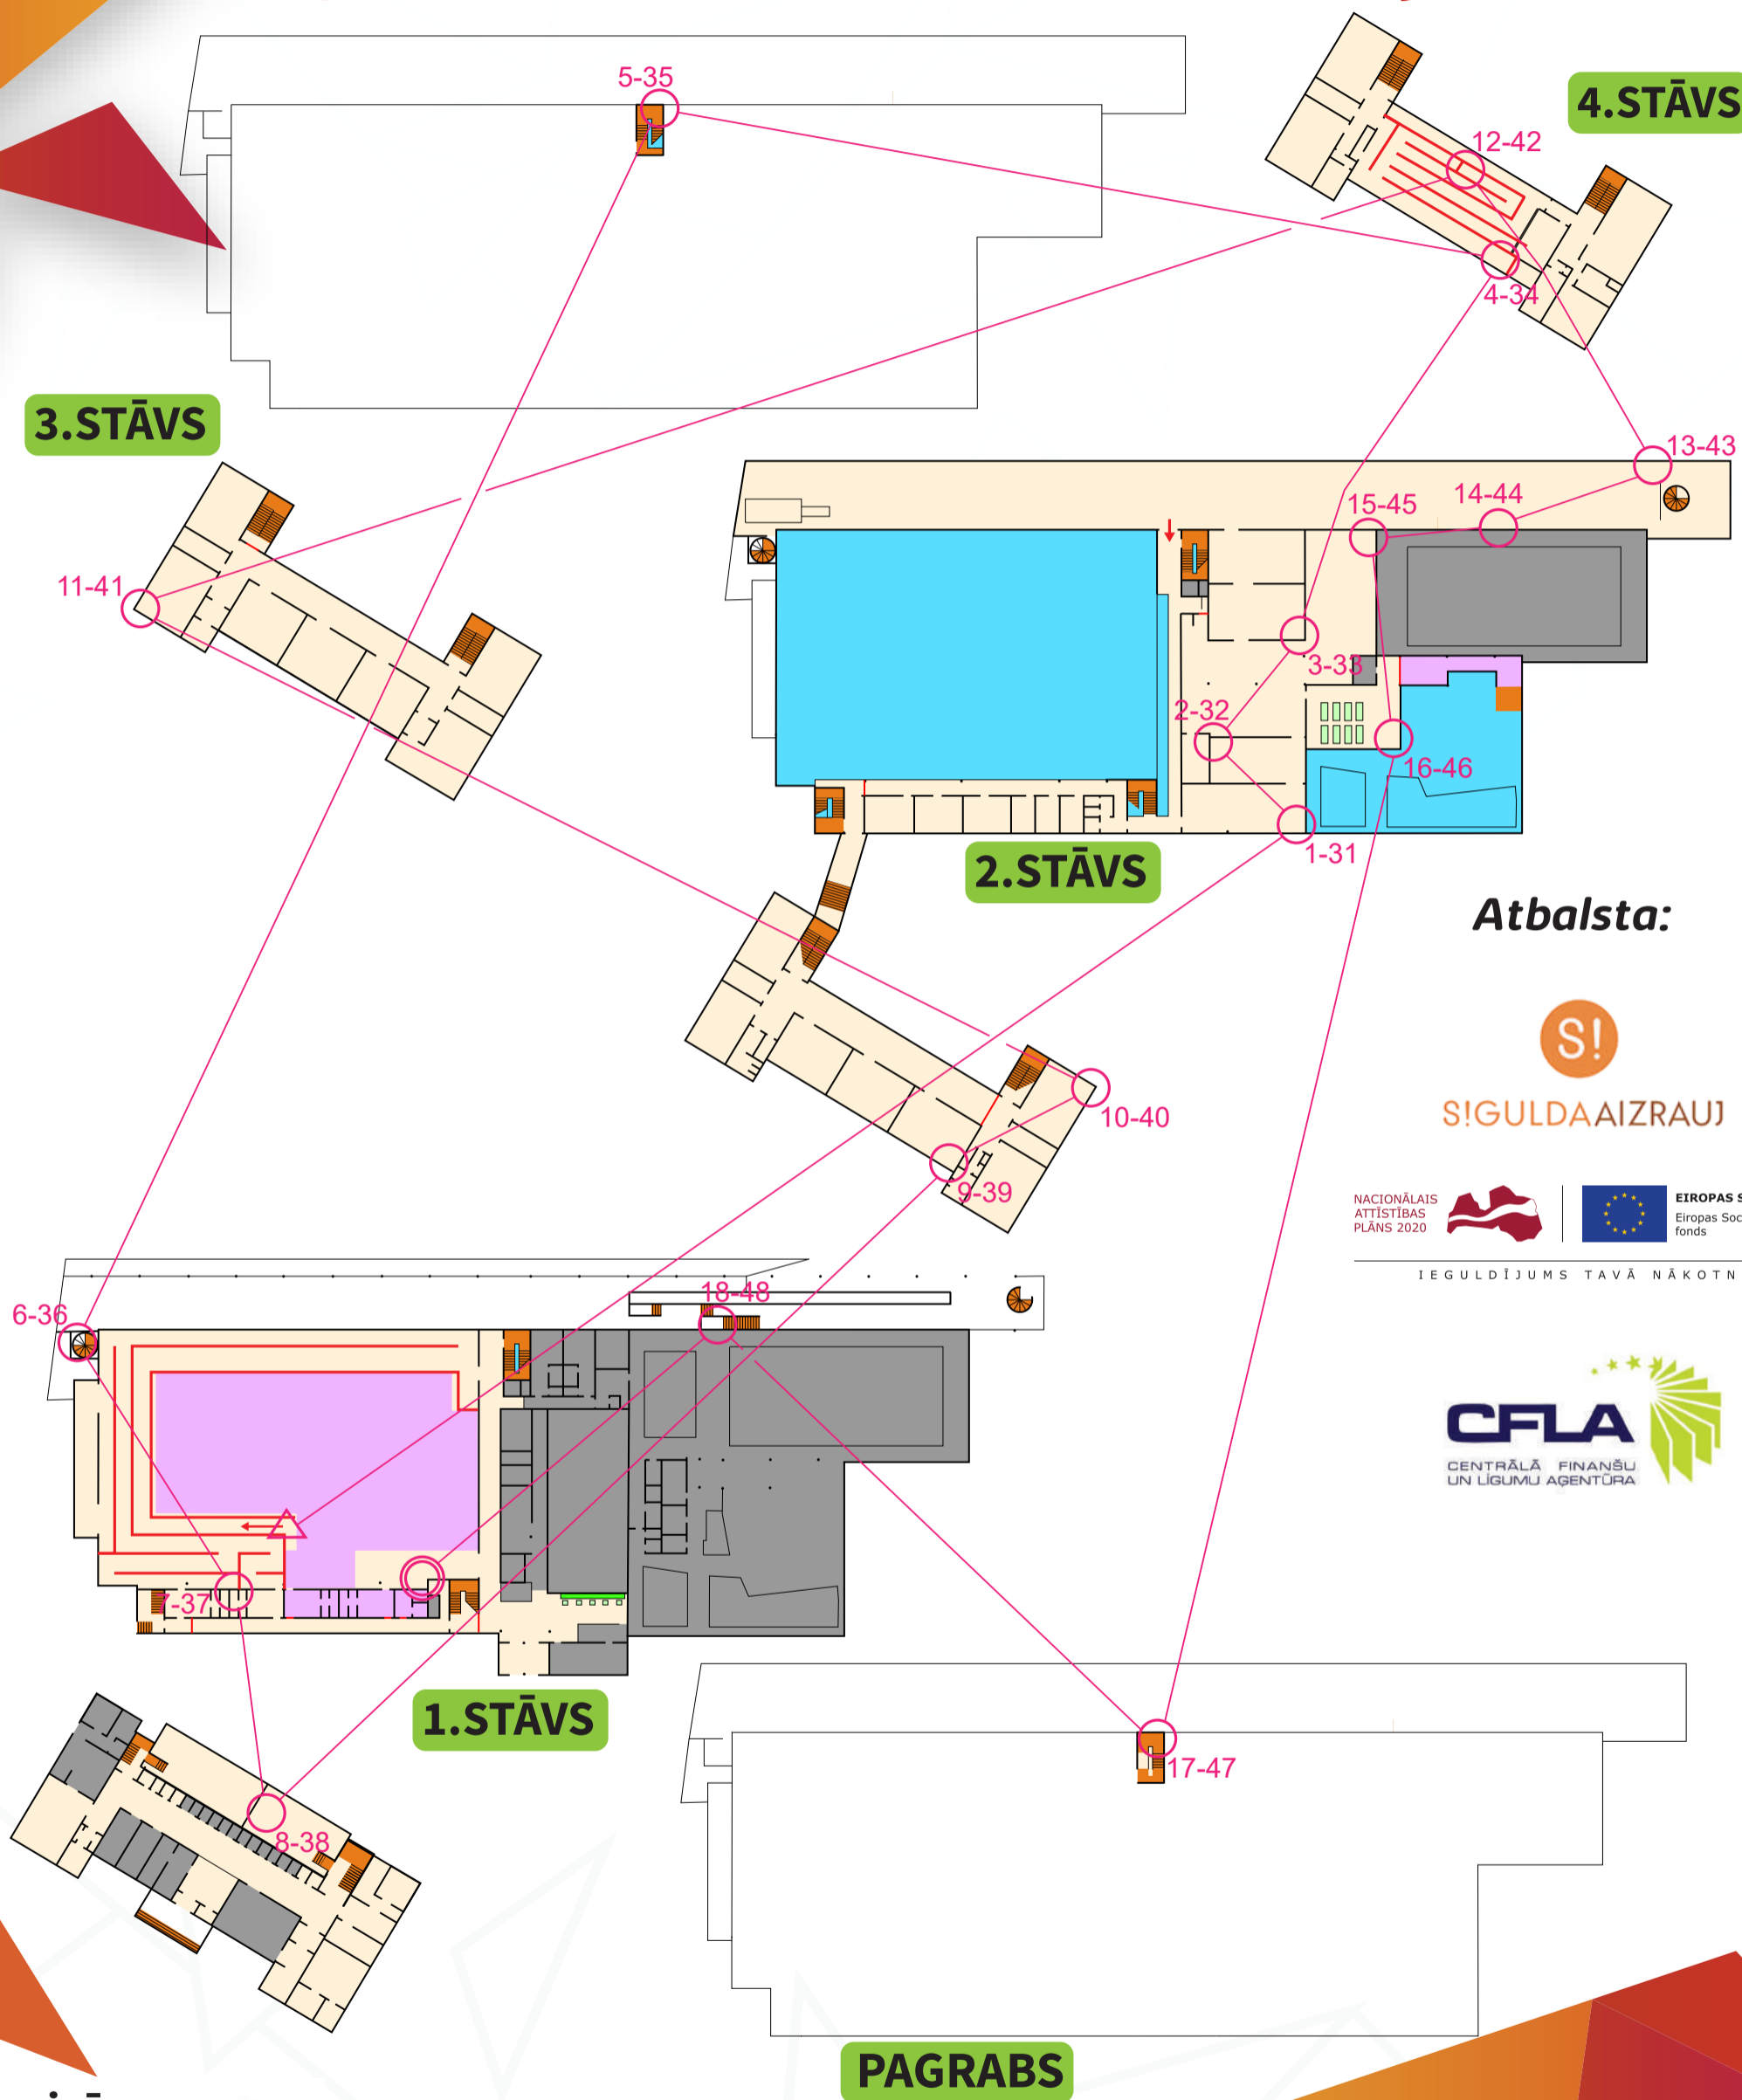 5-35
4.STĀVS
12-42
4-34
3.STĀVS
13-43
15-45
14-44
11-41
3-33
2-32
16-46
1-31
2.STĀVS
Atbalsta:
S!
S!GULDAAIZRAUJ
10-40
9-39
NACIONĀLAIS
ATTĪSTĪBAS
PLĀNS 2020
EIROPAS S
Eiropas Soc
fonds
IEGULDĪJUMS TAVĀ NĀKOTN
18-48
6-36
CFLA
CENTRĀLĀ FINANŠU
UN LĪGUMU AĢENTŪRA
7-37
1.STĀVS
17-47
8-38
PAGRABS